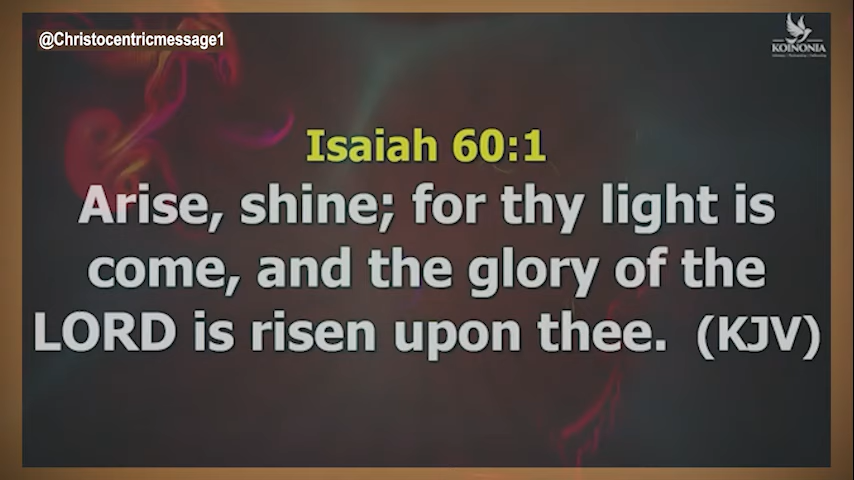 @Christocentricmessage1
KOINONIA
Isaiah 60:1
Arise, shine; for thy light is
come, and the glory of the
LORD is risen upon thee. (KJV)